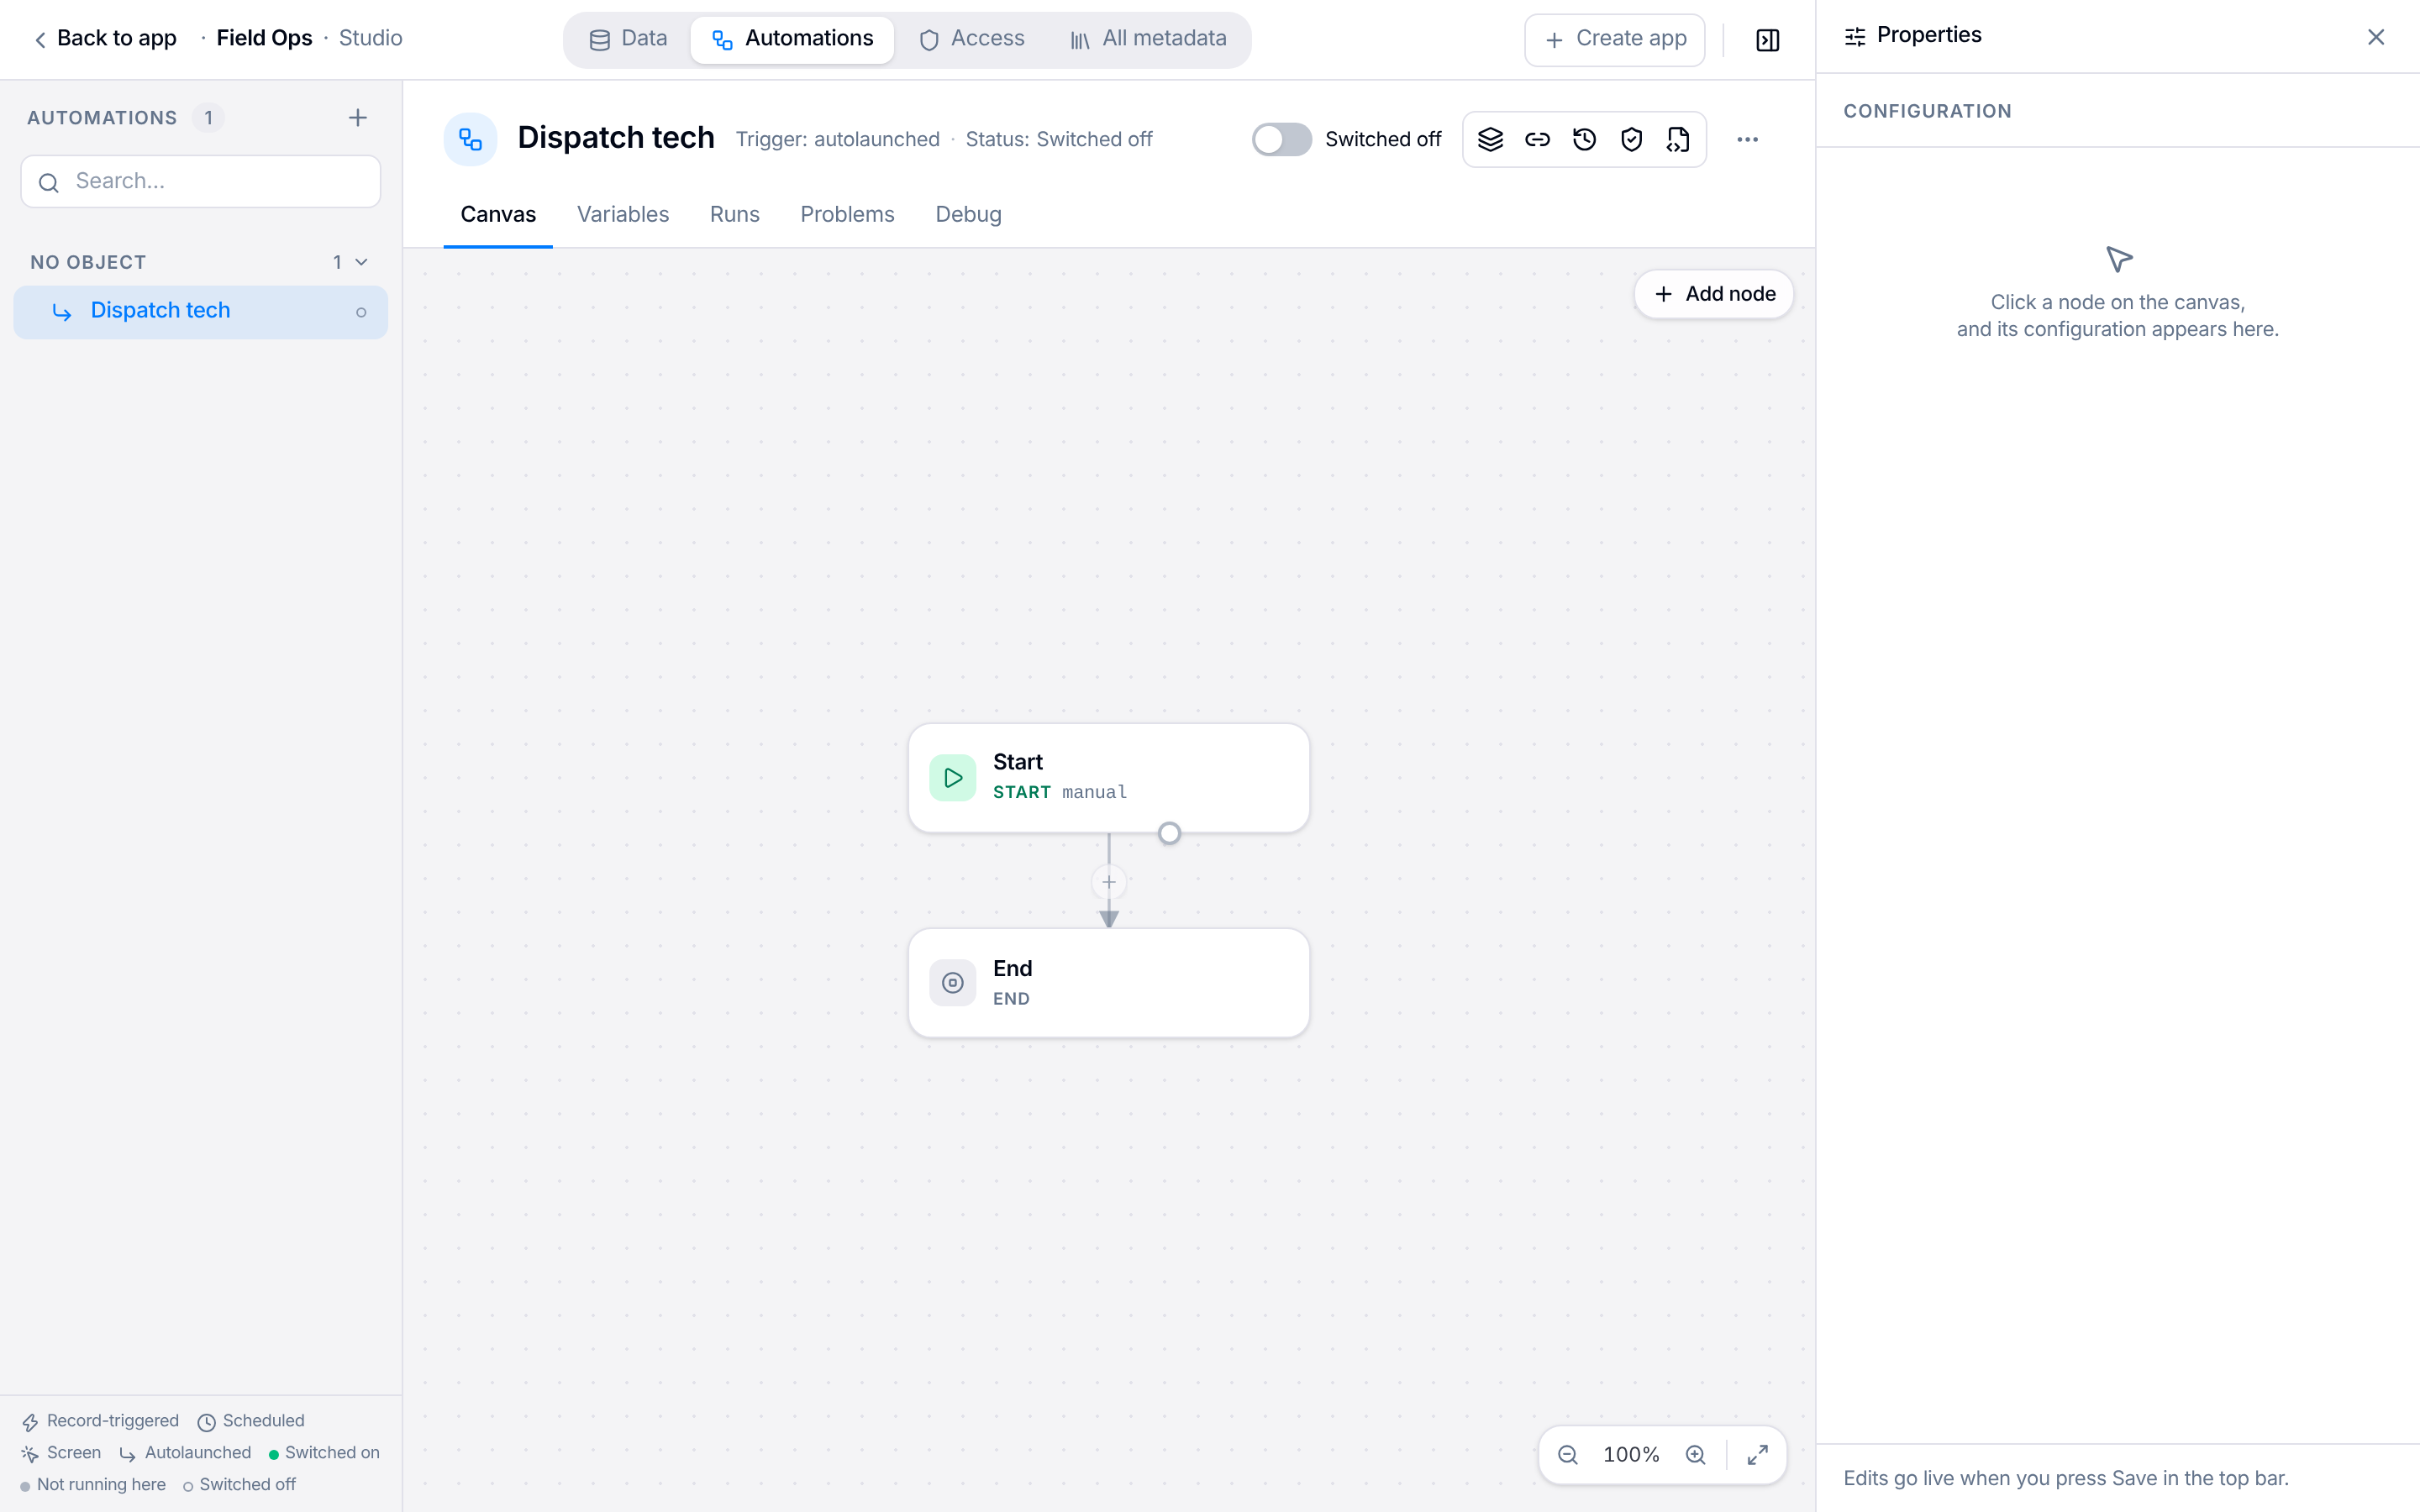 Back to app · Field Ops · Studio
Data
Automations
Access
All metadata
Create app
Properties
AUTOMATIONS 1
Search...
NO OBJECT 1
Dispatch tech
Dispatch tech
Trigger: autolaunched · Status: Switched off
Switched off
Canvas
Variables
Runs
Problems
Debug
Add node
Start
START manual
End
END
100%
CONFIGURATION
Click a node on the canvas,
and its configuration appears here.
Edits go live when you press Save in the top bar.
Record-triggered Scheduled
Screen Autolaunched Switched on
Not running here Switched off